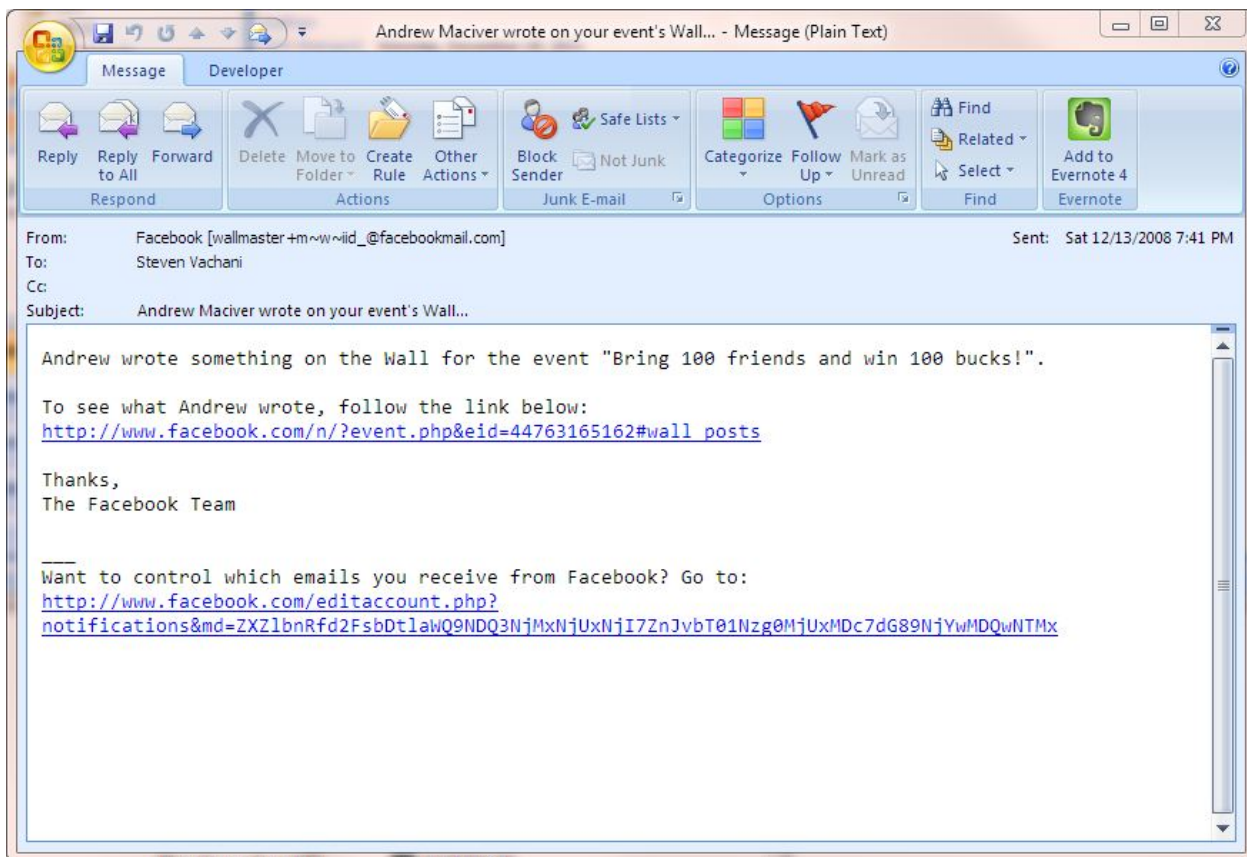 Andrew Maciver wrote on your event's Wall... - Message (Plain Text)
Message Developer
Reply Reply to All Forward Delete Move to Folder Create Rule Other Actions Block Sender Safe Lists Not Junk Categorize Follow Up Mark as Unread Find Related Select Add to Evernote 4
Respond Actions Junk E-mail Options Find Evernote
From: Facebook [wallmaster+m~w~iid_@facebookmail.com] Sent: Sat 12/13/2008 7:41 PM
To: Steven Vachani
Cc:
Subject: Andrew Maciver wrote on your event's Wall...
Andrew wrote something on the Wall for the event "Bring 100 friends and win 100 bucks!".
To see what Andrew wrote, follow the link below:
http://www.facebook.com/n/?event.php&eid=44763165162#wall_posts
Thanks,
The Facebook Team
___
Want to control which emails you receive from Facebook? Go to:
http://www.facebook.com/editaccount.php?
notifications&md=ZXZlbnRfd2FsbDtlaWQ9NDQ3NjMxNjUxNjI7ZnJvbT01Nzg0MjUxMDc7dG89NjYwMDQwNTMx